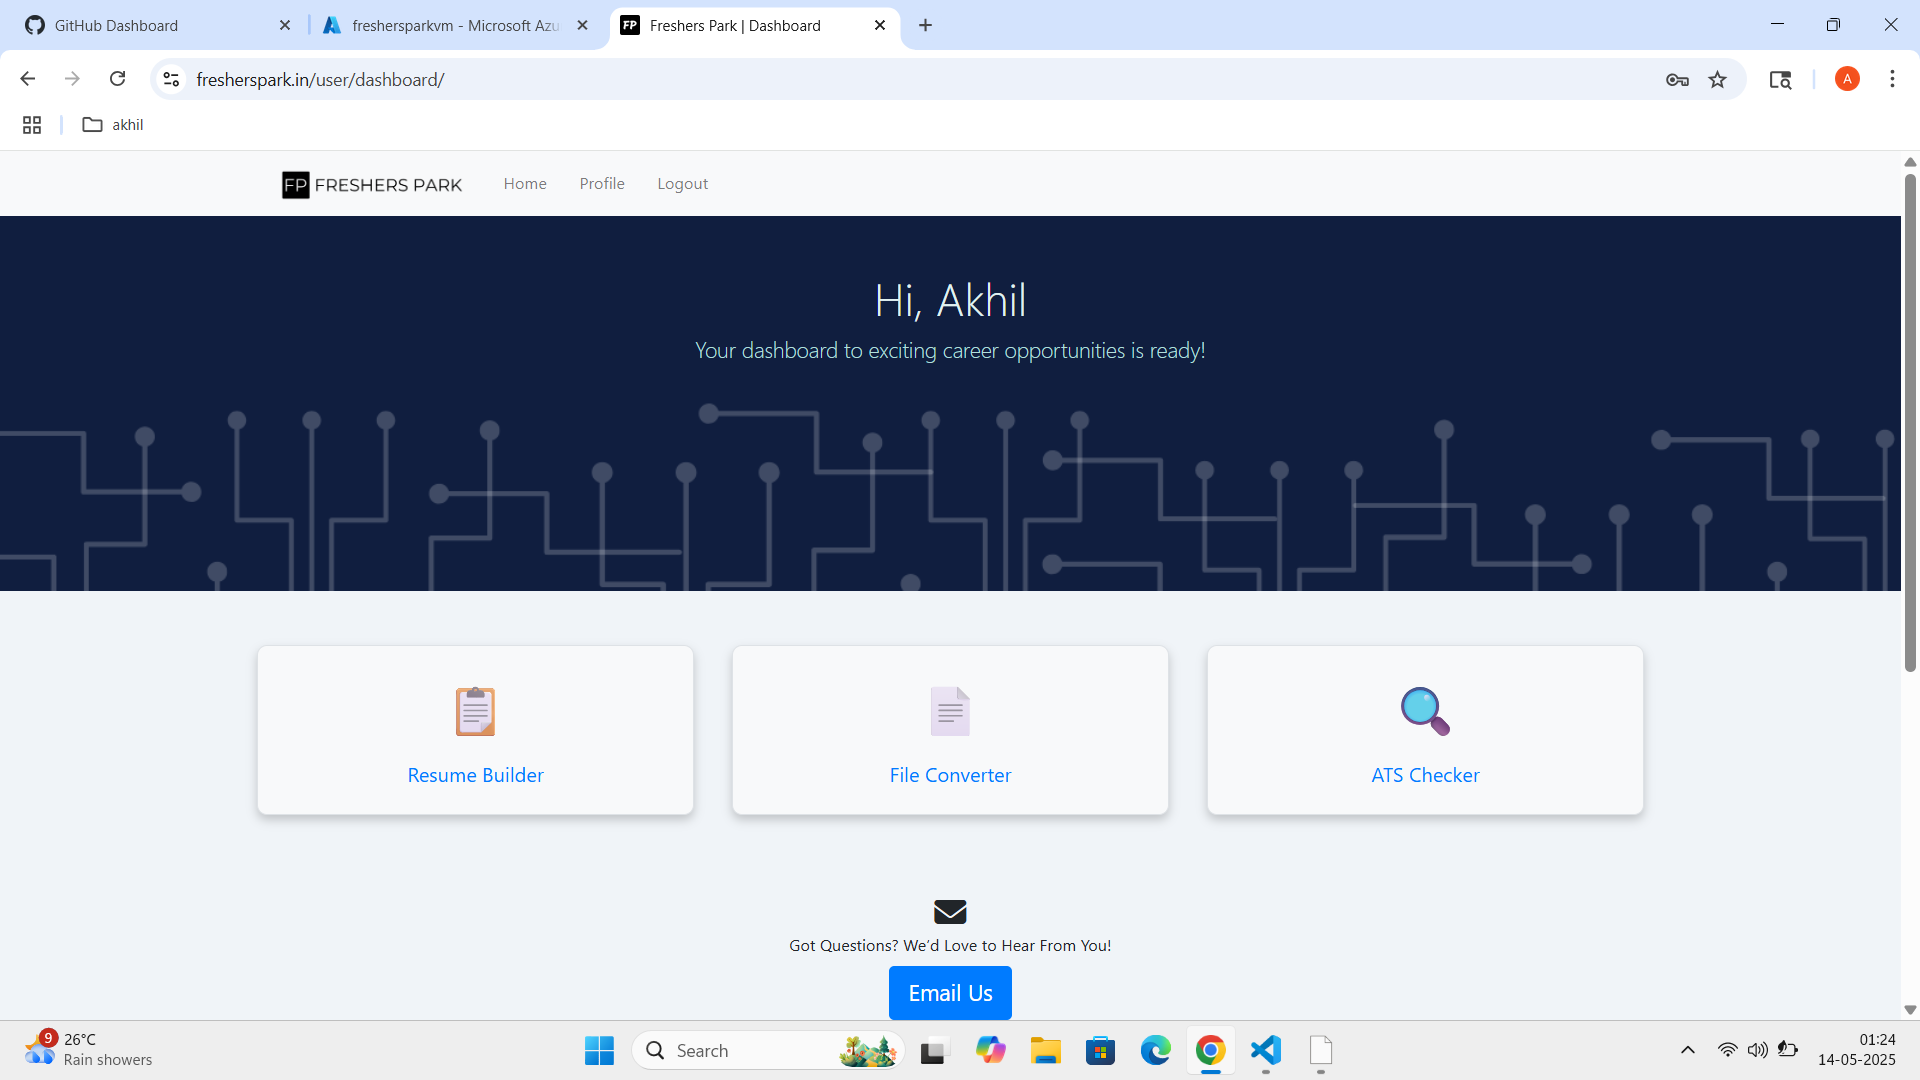 GitHub Dashboard
freshersparkvm - Microsoft Azu
FP
Freshers Park | Dashboard
fresherspark.in/user/dashboard/
A
akhil
FP FRESHERS PARK
Home
Profile
Logout
Hi, Akhil
Your dashboard to exciting career opportunities is ready!
Resume Builder
File Converter
ATS Checker
Got Questions? We’d Love to Hear From You!
Email Us
9
26°C
Rain showers
Search
01:24
14-05-2025